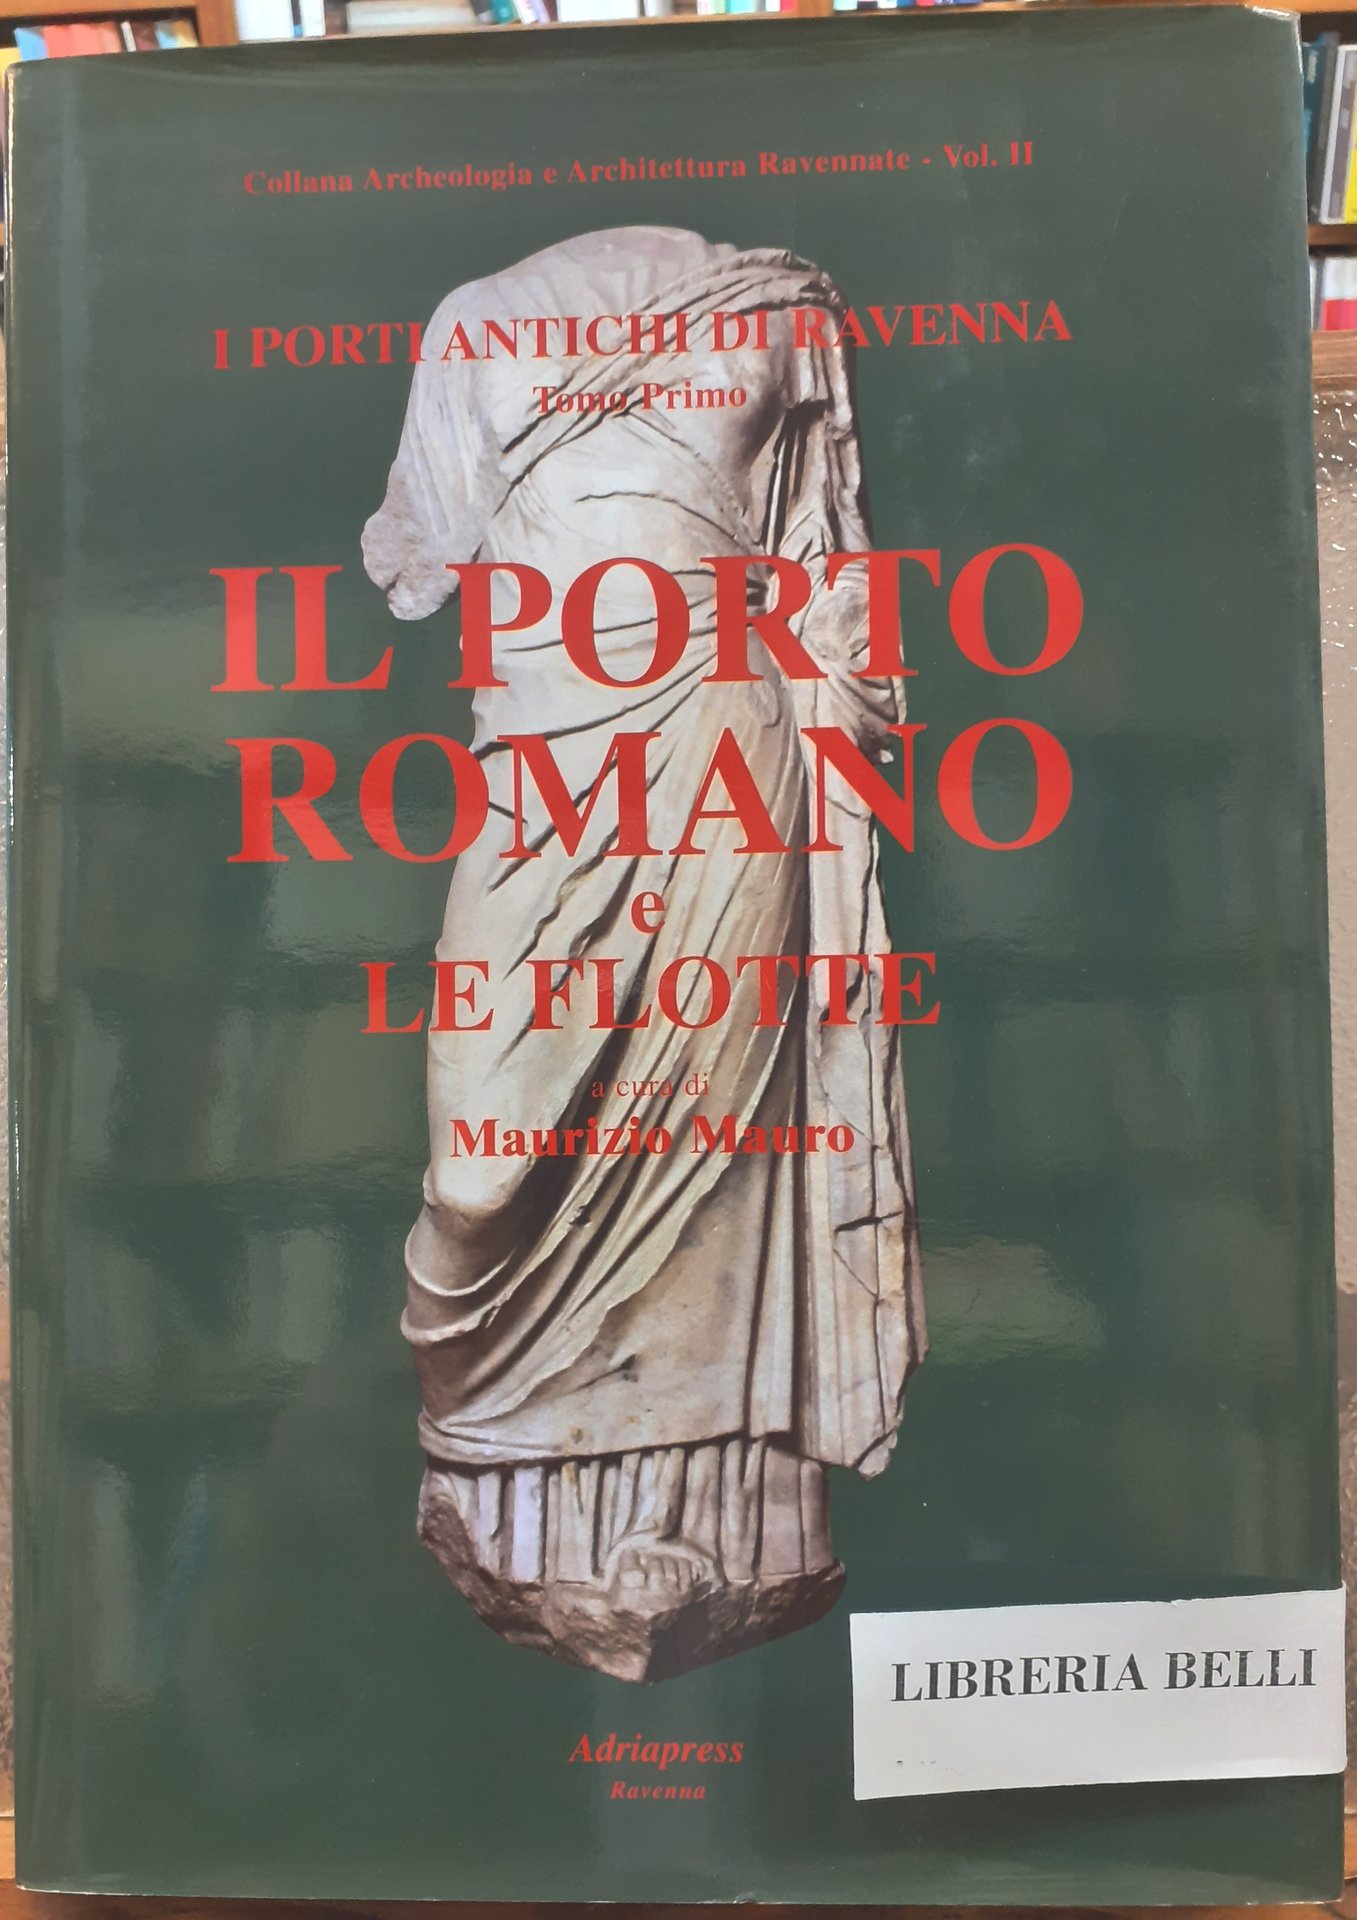 Collana Archeologia e Architettura Ravennate - Vol. II
I PORTI ANTICHI DI RAVENNA
Tomo Primo
IL PORTO
ROMANO
e
LE FLOTTE
a cura di
Maurizio Mauro
Adriapress
Ravenna
LIBRERIA BELLI